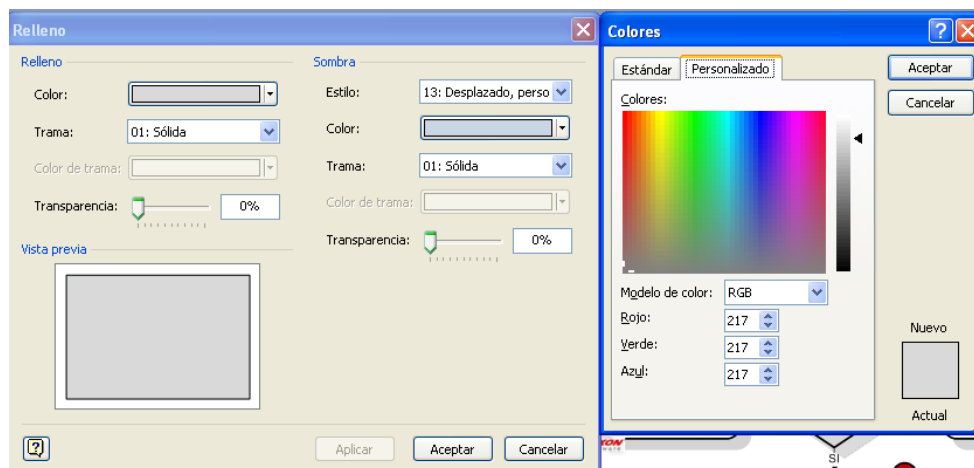 Relleno
Relleno
Color:
Trama:
01: Sólida
Color de trama:
Transparencia:
0%
Vista previa
Sombra
Estilo:
13: Desplazado, perso
Color:
Trama:
01: Sólida
Color de trama:
Transparencia:
0%
Aplicar
Aceptar
Cancelar
Colores
Estándar
Personalizado
Aceptar
Cancelar
Colores:
Modelo de color:
RGB
Rojo:
217
Verde:
217
Azul:
217
Nuevo
Actual
SI